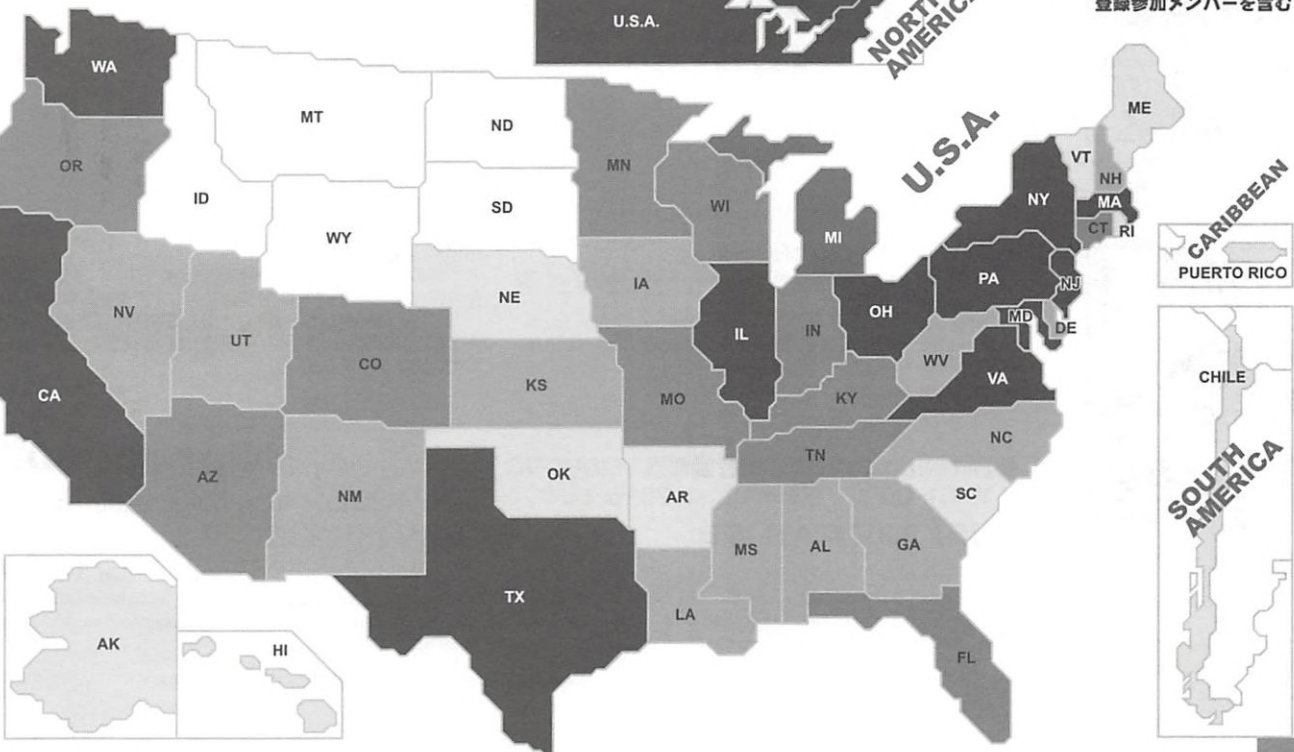 登録参加メンバーを含む
U.S.A.
NORTH
AMERICA
U.S.A.
WA
MT
ND
MN
OR
ID
SD
WI
MI
WY
NE
IA
NV
UT
CO
KS
MO
IL
IN
OH
CA
AZ
NM
OK
AR
KY
TN
WV
VA
NC
SC
MS
AL
GA
TX
LA
FL
AK
HI
ME
VT
NH
NY
MA
CT
RI
PA
NJ
MD
DE
CARIBBEAN
PUERTO RICO
CHILE
SOUTH
AMERICA